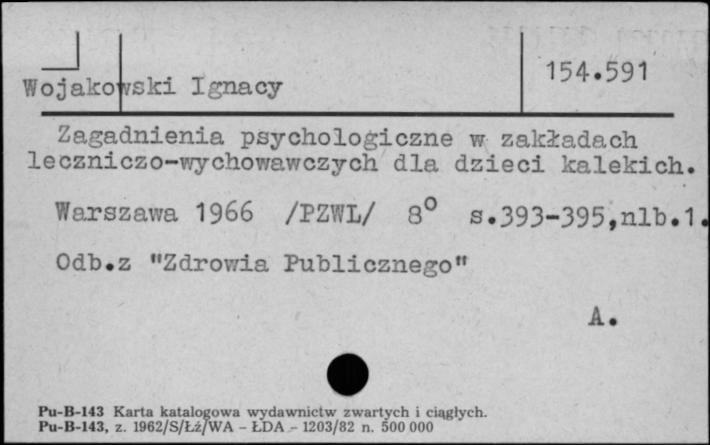 154.591
Wojakowski Ignacy
Zagadnienia psychologiczne w zakładach
leczniczo-wychowawczych dla dzieci kalekich.
Warszawa 1966 /PZWL/ 8° s.393-395,nlb.1.
Odb.z "Zdrowia Publicznego"
A.
Pu-B-143 Karta katalogowa wydawnictw zwartych i ciągłych.
Pu-B-143, z. 1962/S/Łź/WA - ŁDA - 1203/82 n. 500 000